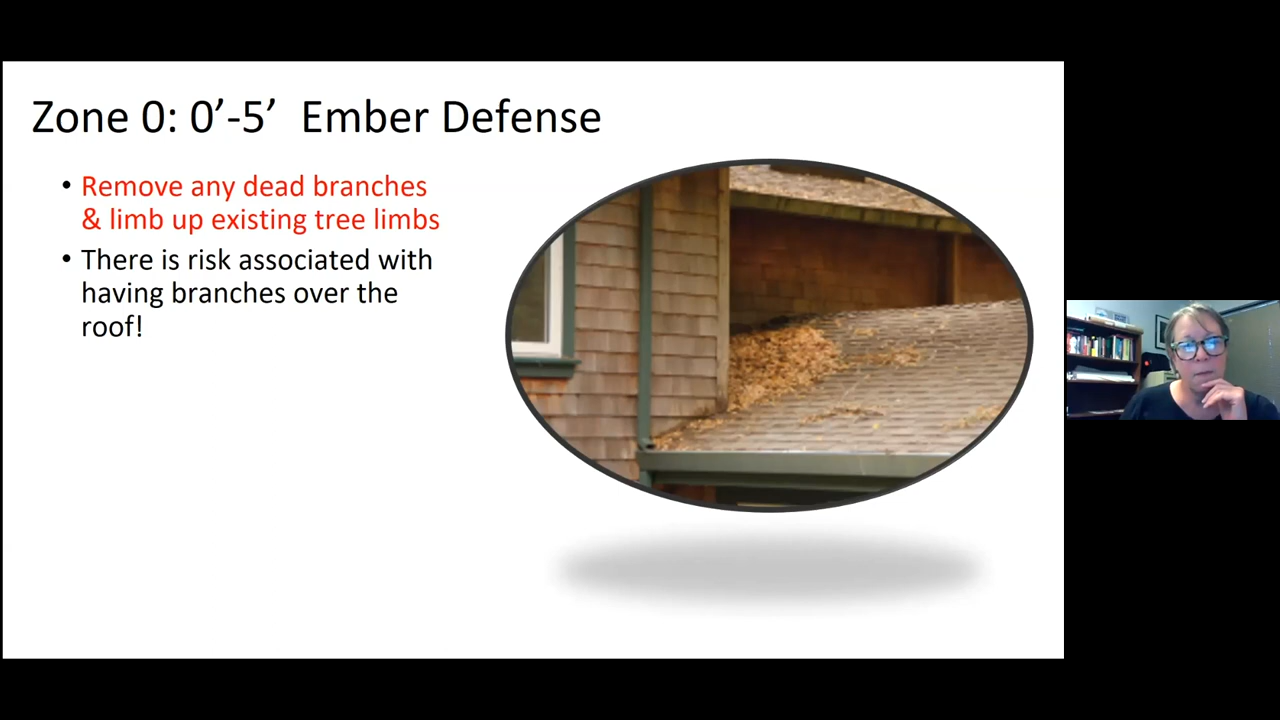 Zone 0: 0’-5’  Ember Defense
• Remove any dead branches
& limb up existing tree limbs
• There is risk associated with
having branches over the
roof!